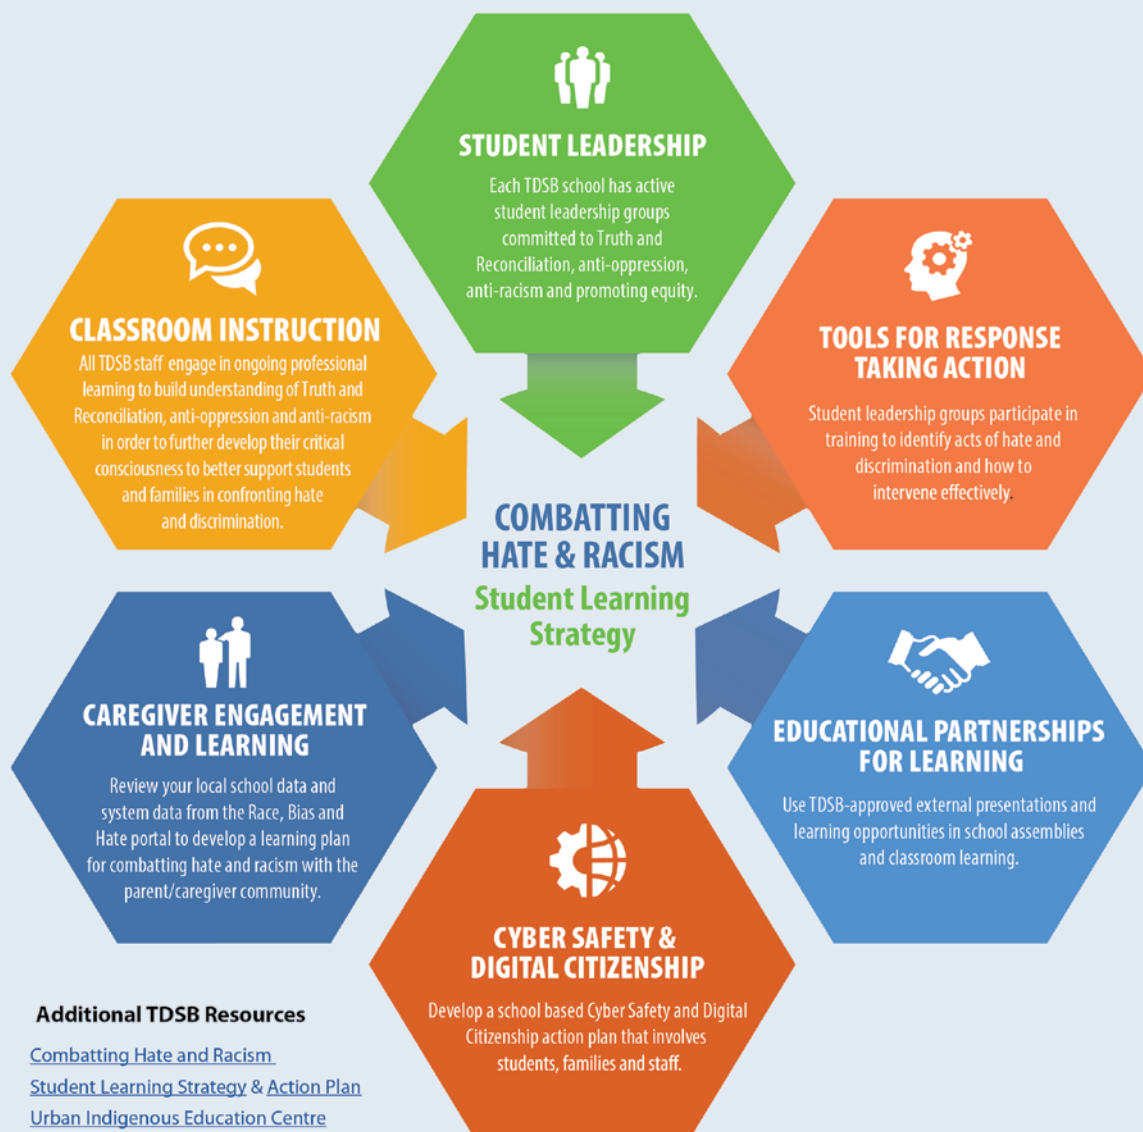 STUDENT LEADERSHIP
Each TDSB school has active
student leadership groups
committed to Truth and
Reconciliation, anti-oppression,
anti-racism and promoting equity.
CLASSROOM INSTRUCTION
All TDSB staff engage in ongoing professional
learning to build understanding of Truth and
Reconciliation, anti-oppression and anti-racism
in order to further develop their critical
consciousness to better support students
and families in confronting hate
and discrimination.
TOOLS FOR RESPONSE
TAKING ACTION
Student leadership groups participate in
training to identify acts of hate and
discrimination and how to
intervene effectively.
COMBATTING
HATE & RACISM
Student Learning
Strategy
CAREGIVER ENGAGEMENT
AND LEARNING
Review your local school data and
system data from the Race, Bias and
Hate portal to develop a learning plan
for combatting hate and racism with the
parent/caregiver community.
EDUCATIONAL PARTNERSHIPS
FOR LEARNING
Use TDSB-approved external presentations and
learning opportunities in school assemblies
and classroom learning.
CYBER SAFETY &
DIGITAL CITIZENSHIP
Develop a school based Cyber Safety and Digital
Citizenship action plan that involves
students, families and staff.
Additional TDSB Resources
Combatting Hate and Racism
Student Learning Strategy & Action Plan
Urban Indigenous Education Centre